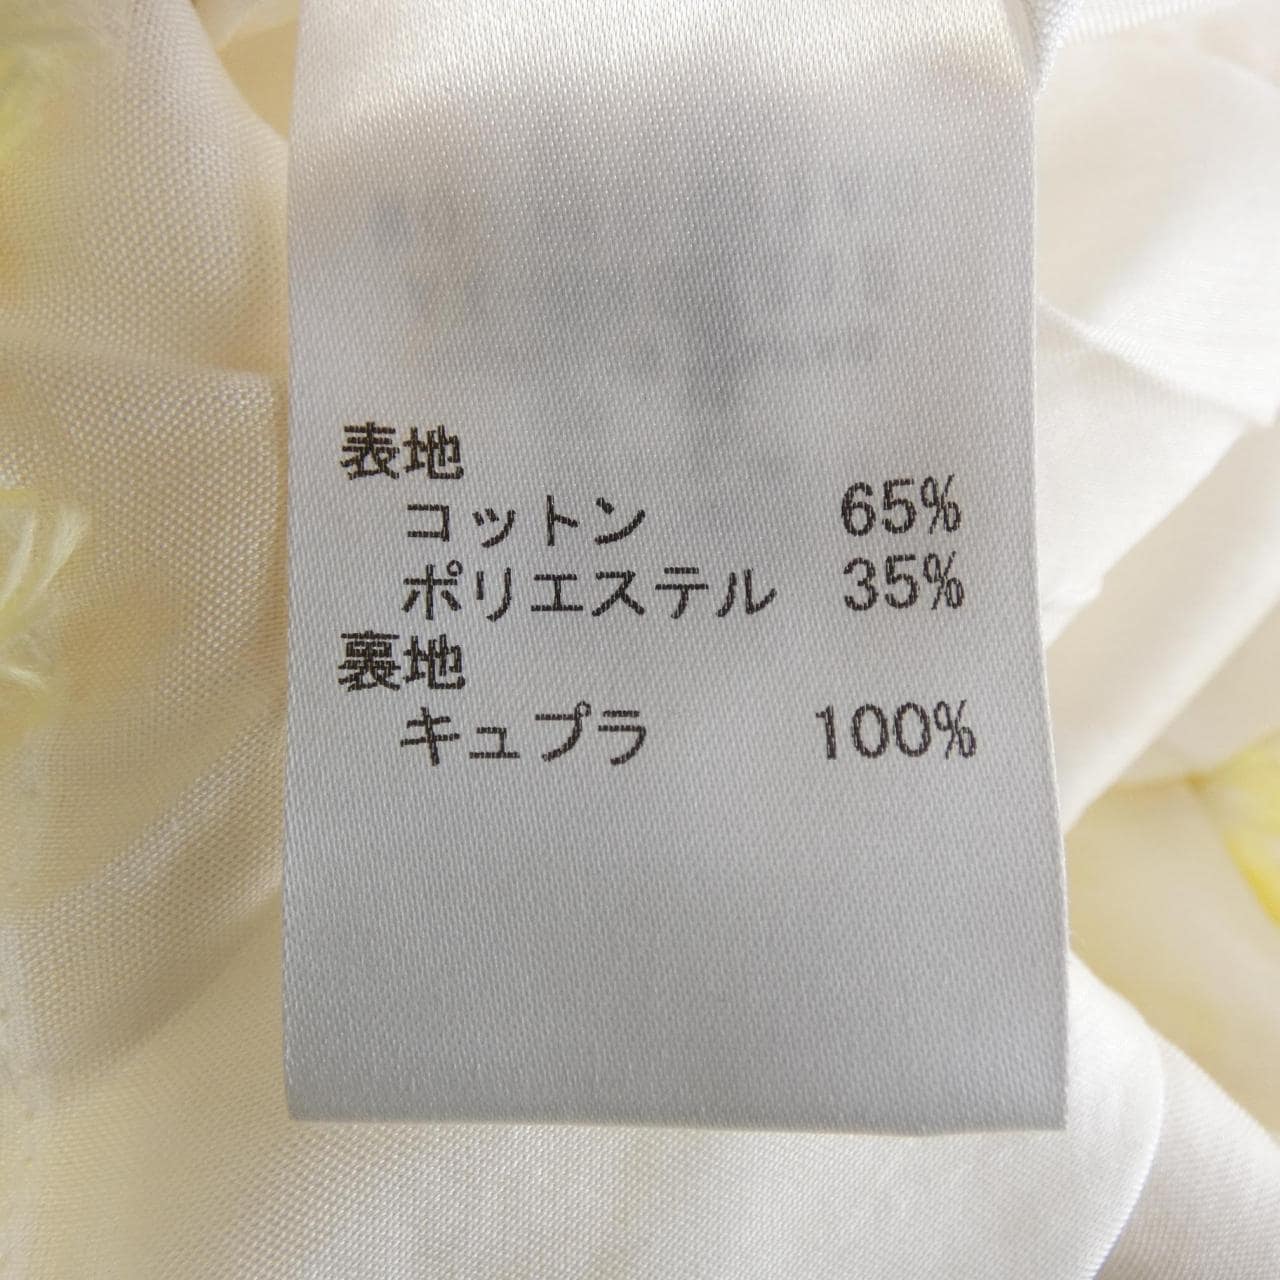 表地
コットン 65%
ポリエステル 35%
裏地
キュプラ 100%